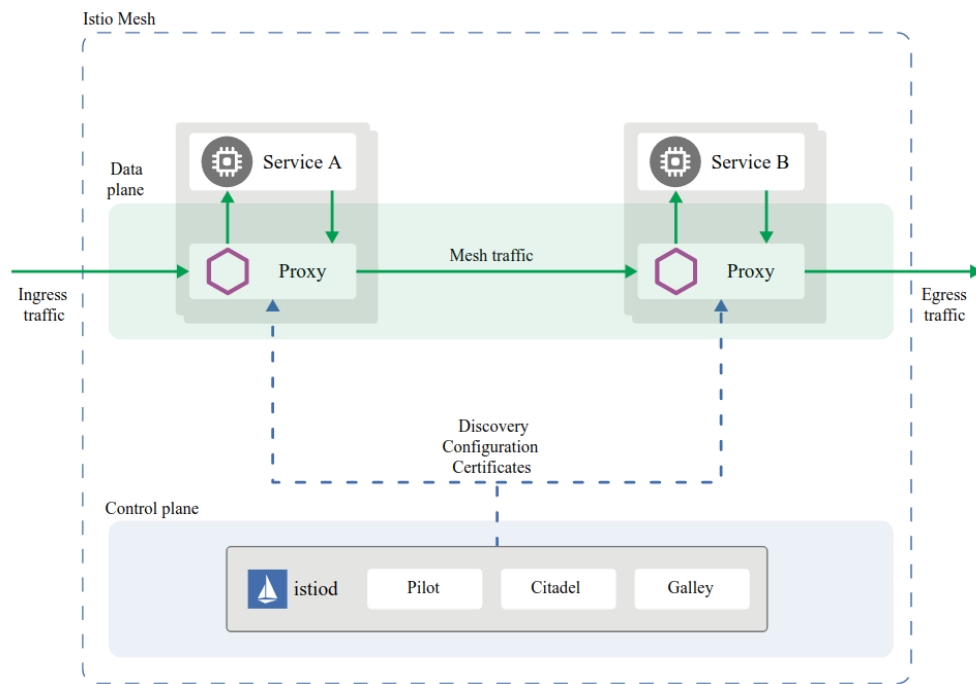 Istio Mesh
Service A
Service B
Data
plane
Proxy
Mesh traffic
Proxy
Ingress
traffic
Egress
traffic
Discovery
Configuration
Certificates
Control plane
istiod
Pilot
Citadel
Galley